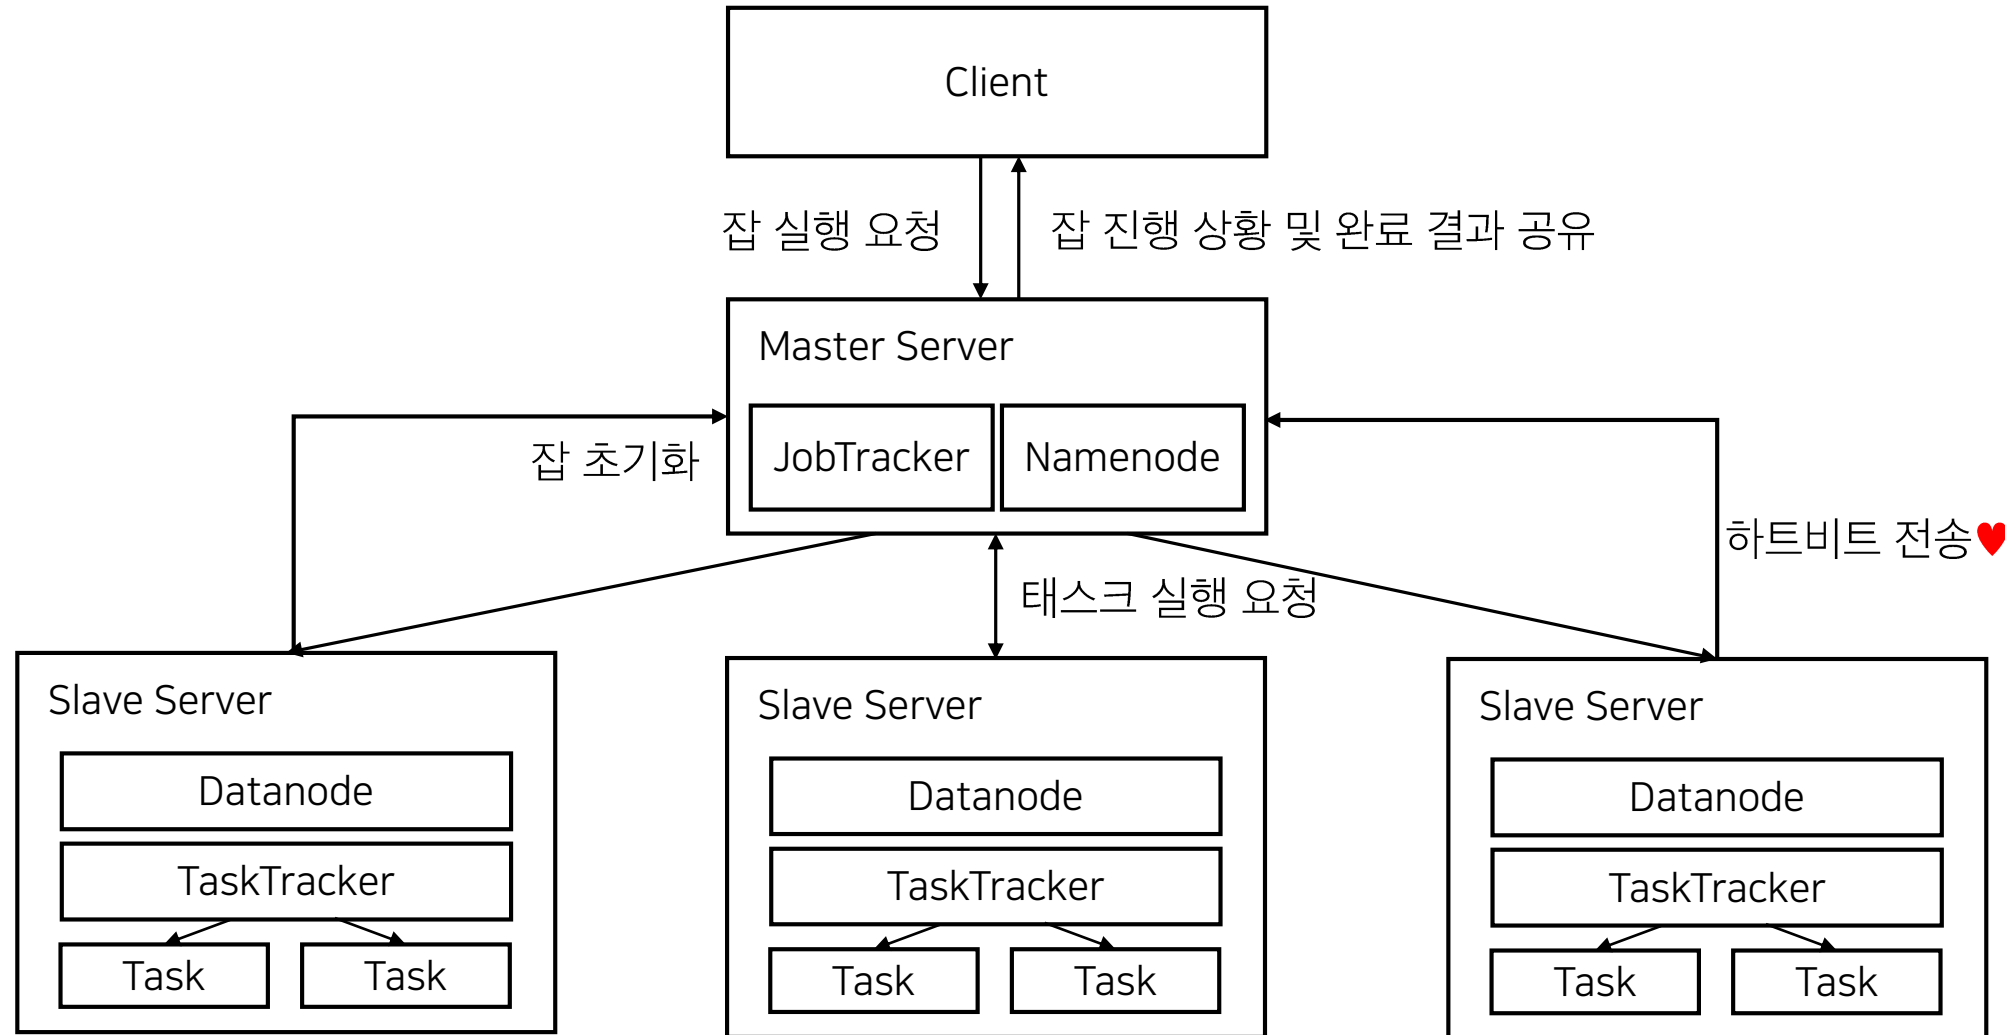 Client
잡 실행 요청
잡 진행 상황 및 완료 결과 공유
Master Server
JobTracker
Namenode
잡 초기화
하트비트 전송♥
태스크 실행 요청
Slave Server
Datanode
TaskTracker
Task
Task
Slave Server
Datanode
TaskTracker
Task
Task
Slave Server
Datanode
TaskTracker
Task
Task